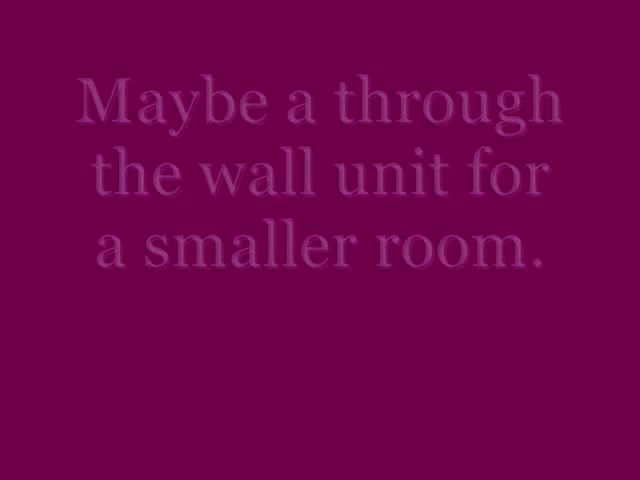 Maybe a through
the wall unit for
a smaller room.